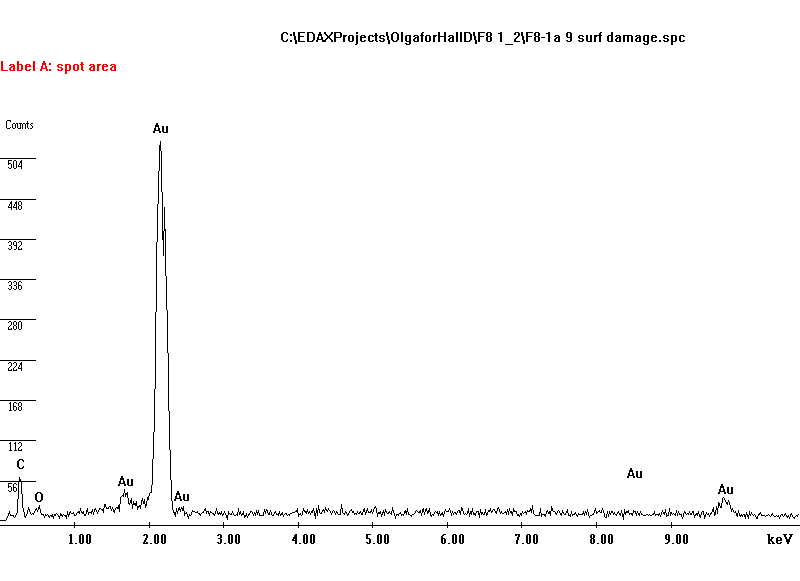 C:\EDAXProjects\OlgaforHallD\F8 1_2\F8-1a 9 surf damage.spc
Label A: spot area
Counts
Au
504
448
392
336
280
224
168
112
C
Au
Au
56
Au
Au
O
1.00 2.00 3.00 4.00 5.00 6.00 7.00 8.00 9.00 keV